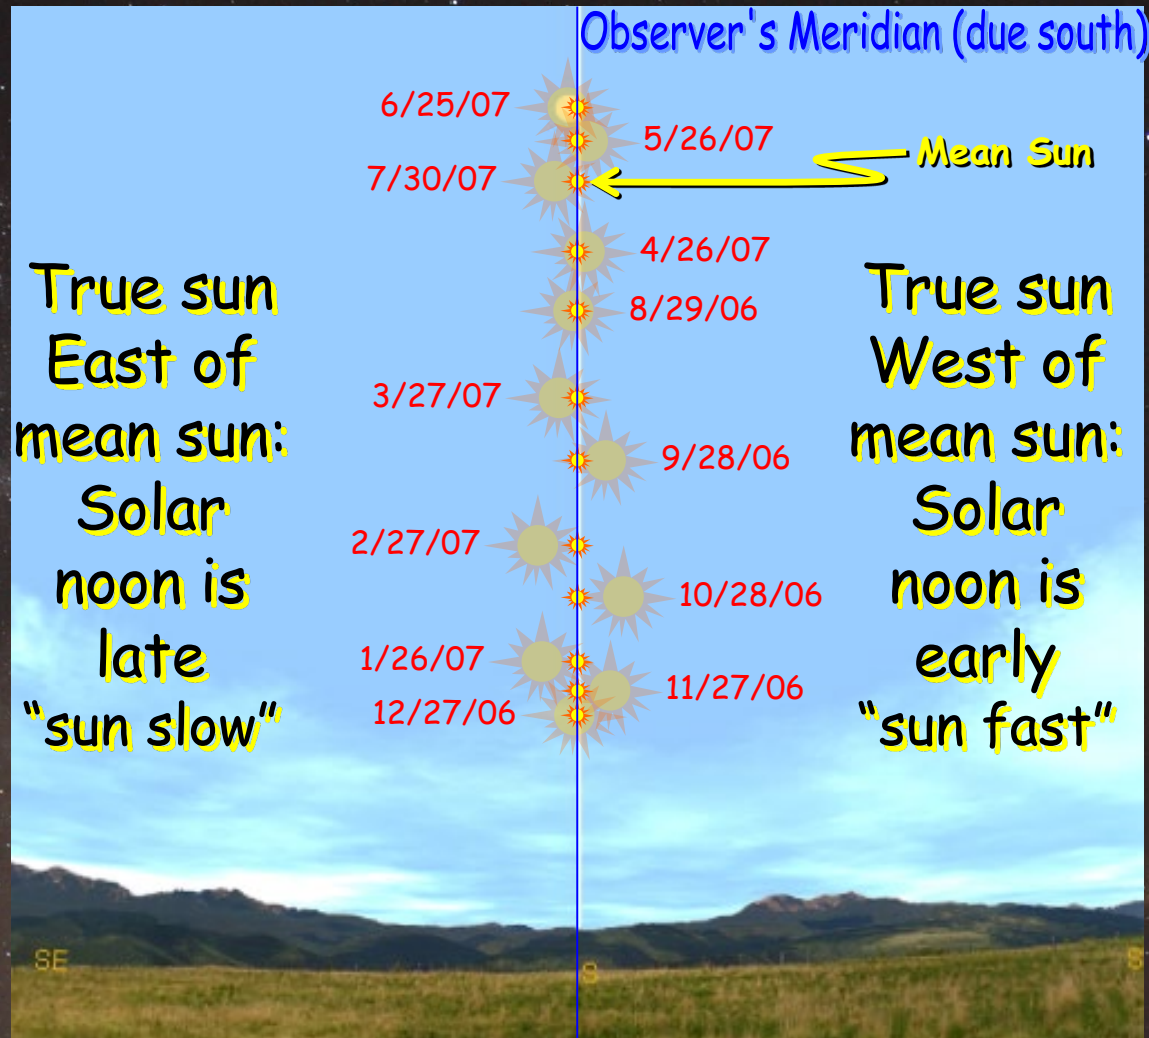 Observer's Meridian (due south)
6/25/07
5/26/07
Mean Sun
7/30/07
4/26/07
8/29/06
3/27/07
9/28/06
2/27/07
10/28/06
1/26/07
11/27/06
12/27/06
True sun
East of
mean sun:
Solar
noon is
late
“sun slow”
True sun
West of
mean sun:
Solar
noon is
early
“sun fast”
SE
S
S